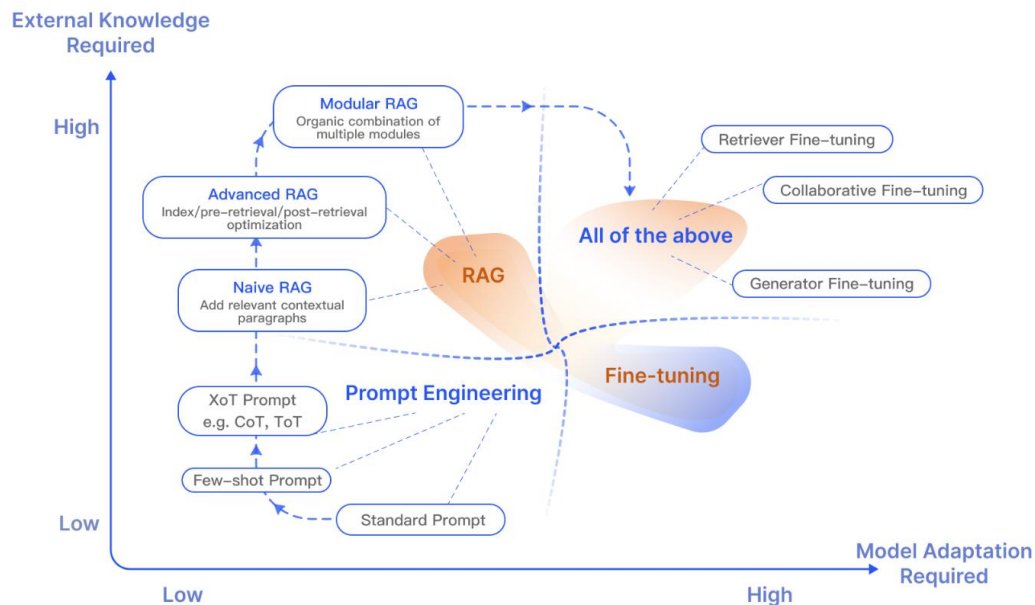 External Knowledge
Required
High
Modular RAG
Organic combination of
multiple modules
Retriever Fine-tuning
Advanced RAG
Index/pre-retrieval/post-retrieval
optimization
Collaborative Fine-tuning
All of the above
RAG
Naive RAG
Add relevant contextual
paragraphs
Generator Fine-tuning
Fine-tuning
Prompt Engineering
XoT Prompt
e.g. CoT, ToT
Few-shot Prompt
Standard Prompt
Low
Model Adaptation
Required
Low
High